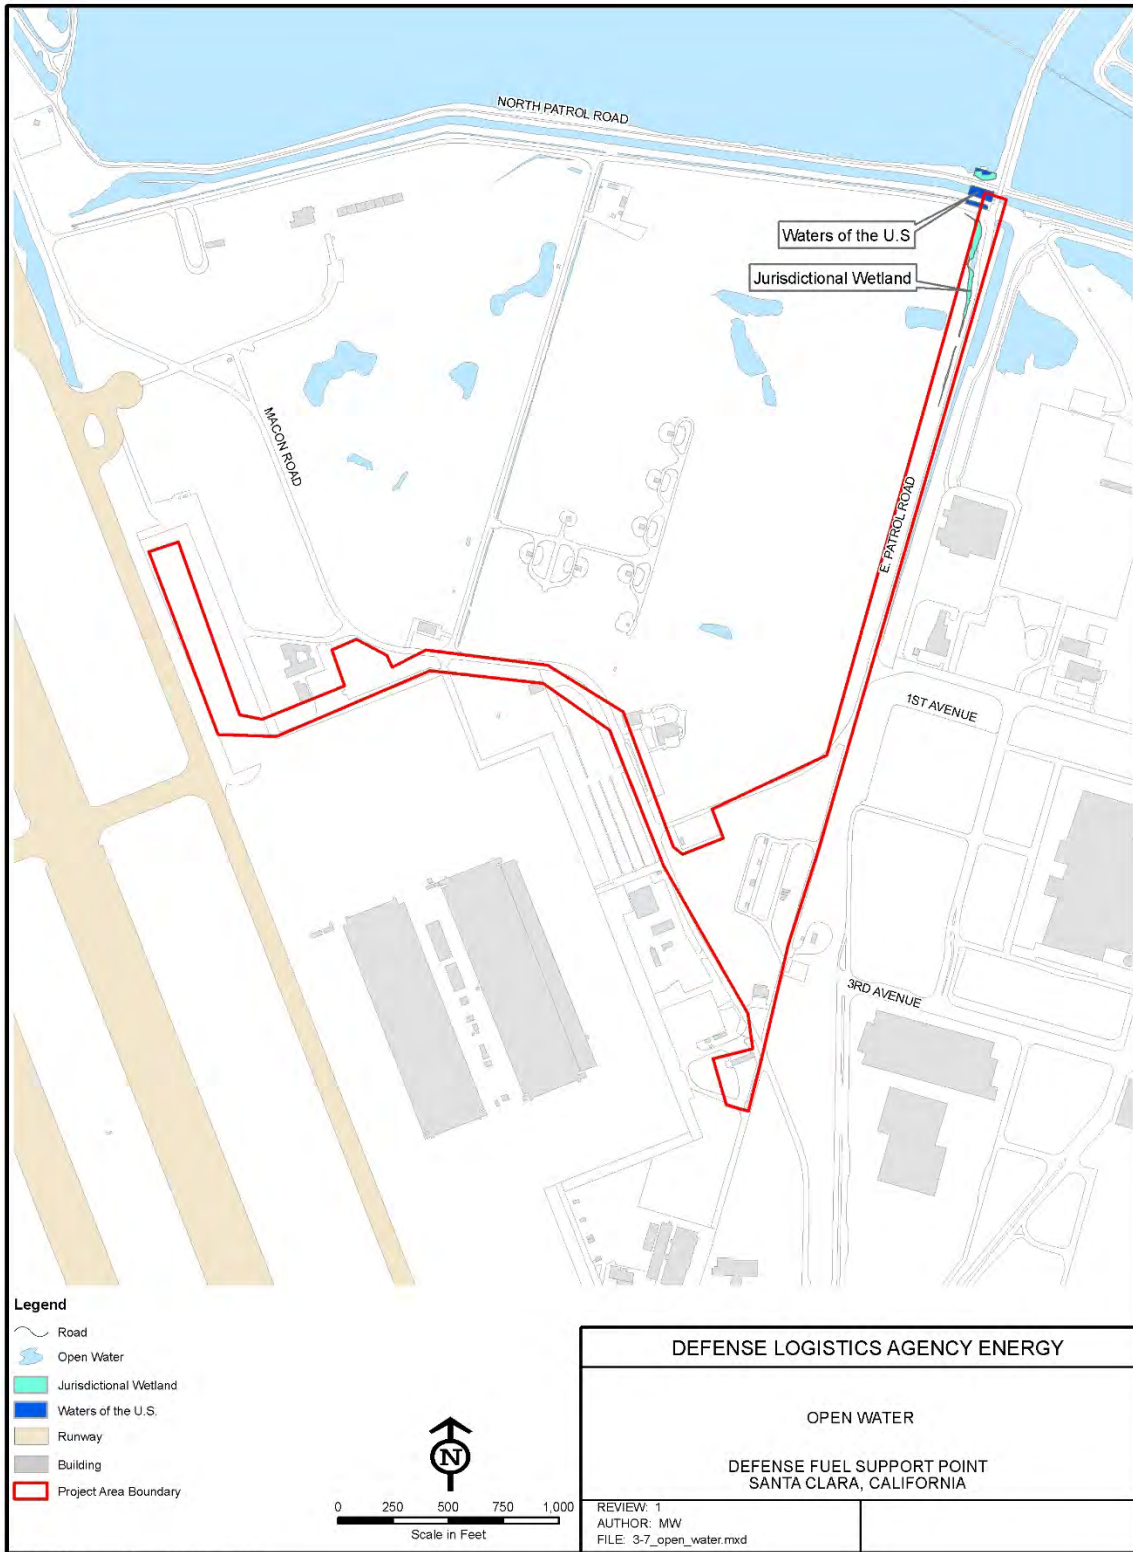 NORTH PATROL ROAD
Waters of the U.S
Jurisdictional Wetland
MACON ROAD
E. PATROL ROAD
1ST AVENUE
3RD AVENUE
Legend
Road
Open Water
Jurisdictional Wetland
Waters of the U.S.
Runway
Building
Project Area Boundary
N
0 250 500 750 1,000
Scale in Feet
DEFENSE LOGISTICS AGENCY ENERGY
OPEN WATER
DEFENSE FUEL SUPPORT POINT
SANTA CLARA, CALIFORNIA
REVIEW: 1
AUTHOR: MW
FILE: 3-7_open_water.mxd